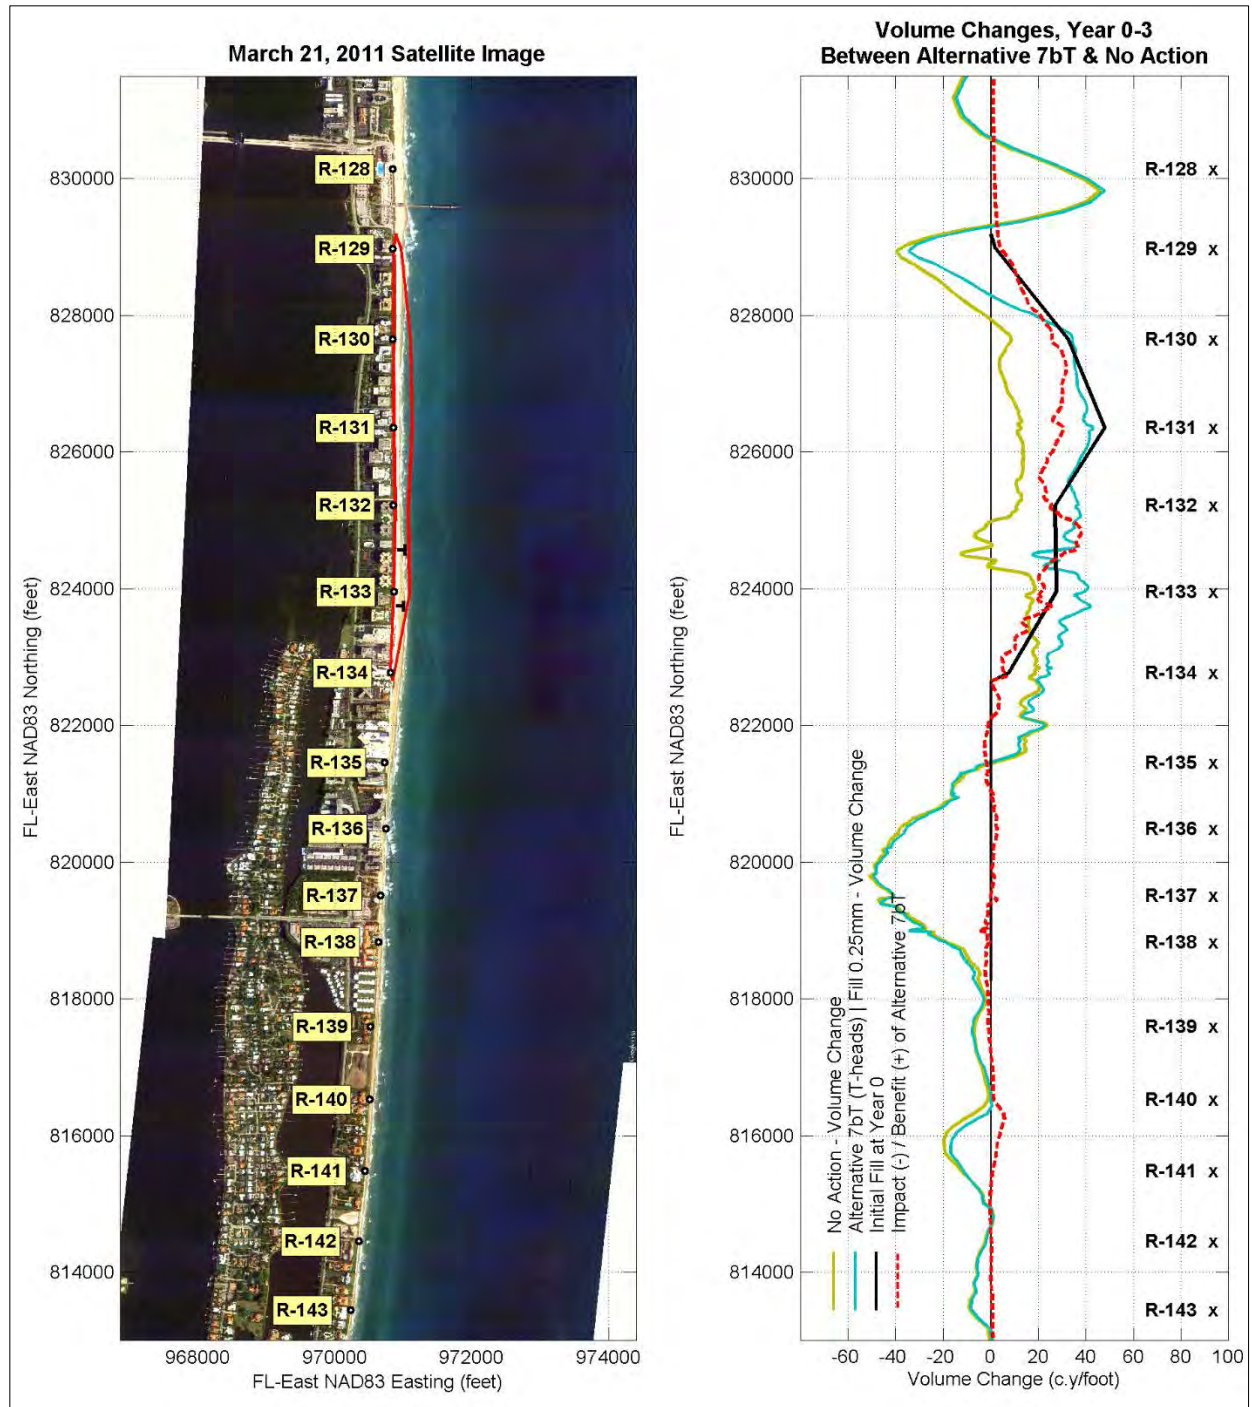 March 21, 2011 Satellite Image
830000
828000
826000
824000
822000
820000
818000
816000
814000
FL-East NAD83 Northing (feet)
R-128
R-129
R-130
R-131
R-132
R-133
R-134
R-135
R-136
R-137
R-138
R-139
R-140
R-141
R-142
R-143
968000
970000
972000
974000
FL-East NAD83 Easting (feet)
Volume Changes, Year 0-3
Between Alternative 7bT & No Action
830000
828000
826000
824000
822000
820000
818000
816000
814000
FL-East NAD83 Northing (feet)
R-128 x
R-129 x
R-130 x
R-131 x
R-132 x
R-133 x
R-134 x
R-135 x
R-136 x
R-137 x
R-138 x
R-139 x
R-140 x
R-141 x
R-142 x
R-143 x
No Action - Volume Change
Alternative 7bT (T-heads) | Fill 0.25mm - Volume Change
Initial Fill at Year 0
Impact (-) / Benefit (+) of Alternative 7bT
-60
-40
-20
0
20
40
60
80
100
Volume Change (c.y/foot)